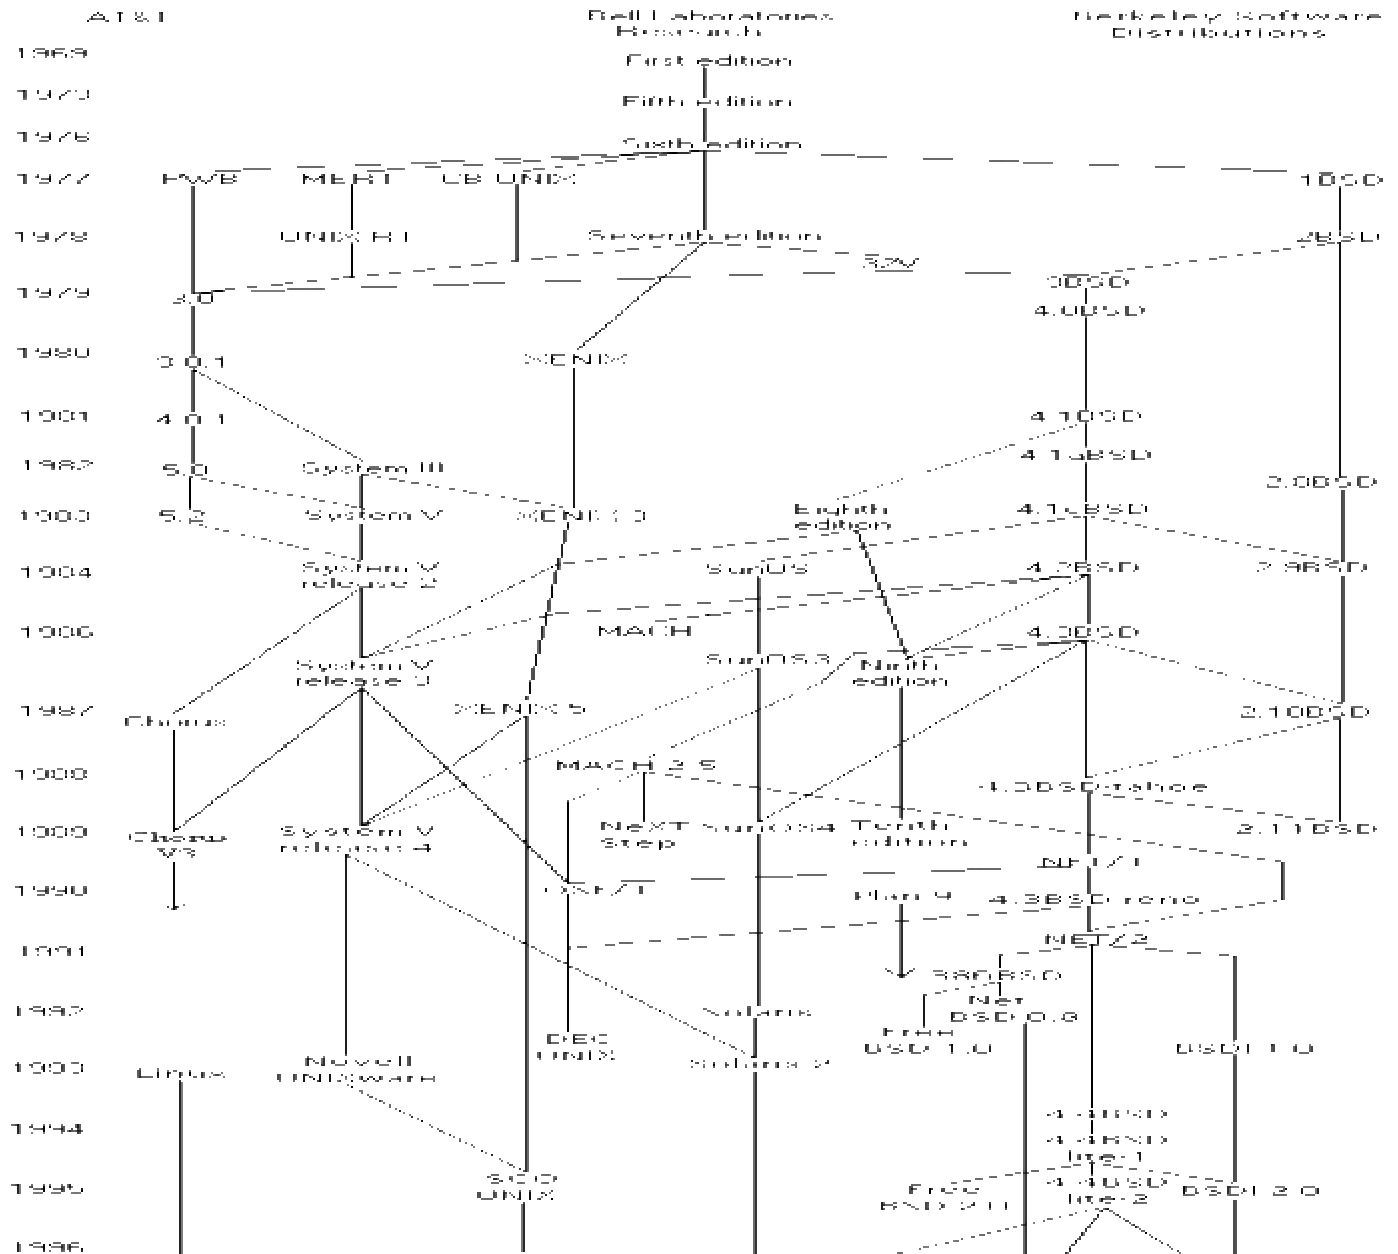 AT&T
Bell Laboratories
Research
Berkeley Software
Distributions
1969
First edition
1973
Fifth edition
1976
Sixth edition
1977
PWB
MERT
CB UNIX
1BSD
1978
UNIX RT
Seventh edition
2BSD
32V
1979
3BSD
4.0BSD
1980
3.0.1
XENIX
1981
4.0.1
4.1BSD
4.1aBSD
1982
5.0
System III
2.8BSD
1983
5.2
System V
XENIX 3
Eighth
edition
4.1cBSD
1984
System V
release 2
SunOS
4.2BSD
2.9BSD
1986
MACH
4.3BSD
System V
release 3
SunOS3
Ninth
edition
1987
Chorus
XENIX 5
2.10BSD
1988
MACH 2.5
4.3BSD-tahoe
1989
Chorus
V3
System V
release 4
NeXT
Step
SunOS4
Tenth
edition
2.11BSD
NET/1
1990
OSF/1
Plan 9
4.3BSD-reno
1991
NET/2
386BSD
1992
Solaris
Net
BSD 0.8
DEC
UNIX
Free
BSD 1.0
BSDI 1.0
1993
Linux
Novell
UNIXware
Solaris 2
4.4BSD
1994
4.4BSD
lite-1
SCO
UNIX
1995
Free
BSD 2.0
4.4BSD
lite-2
BSDI 2.0
1996